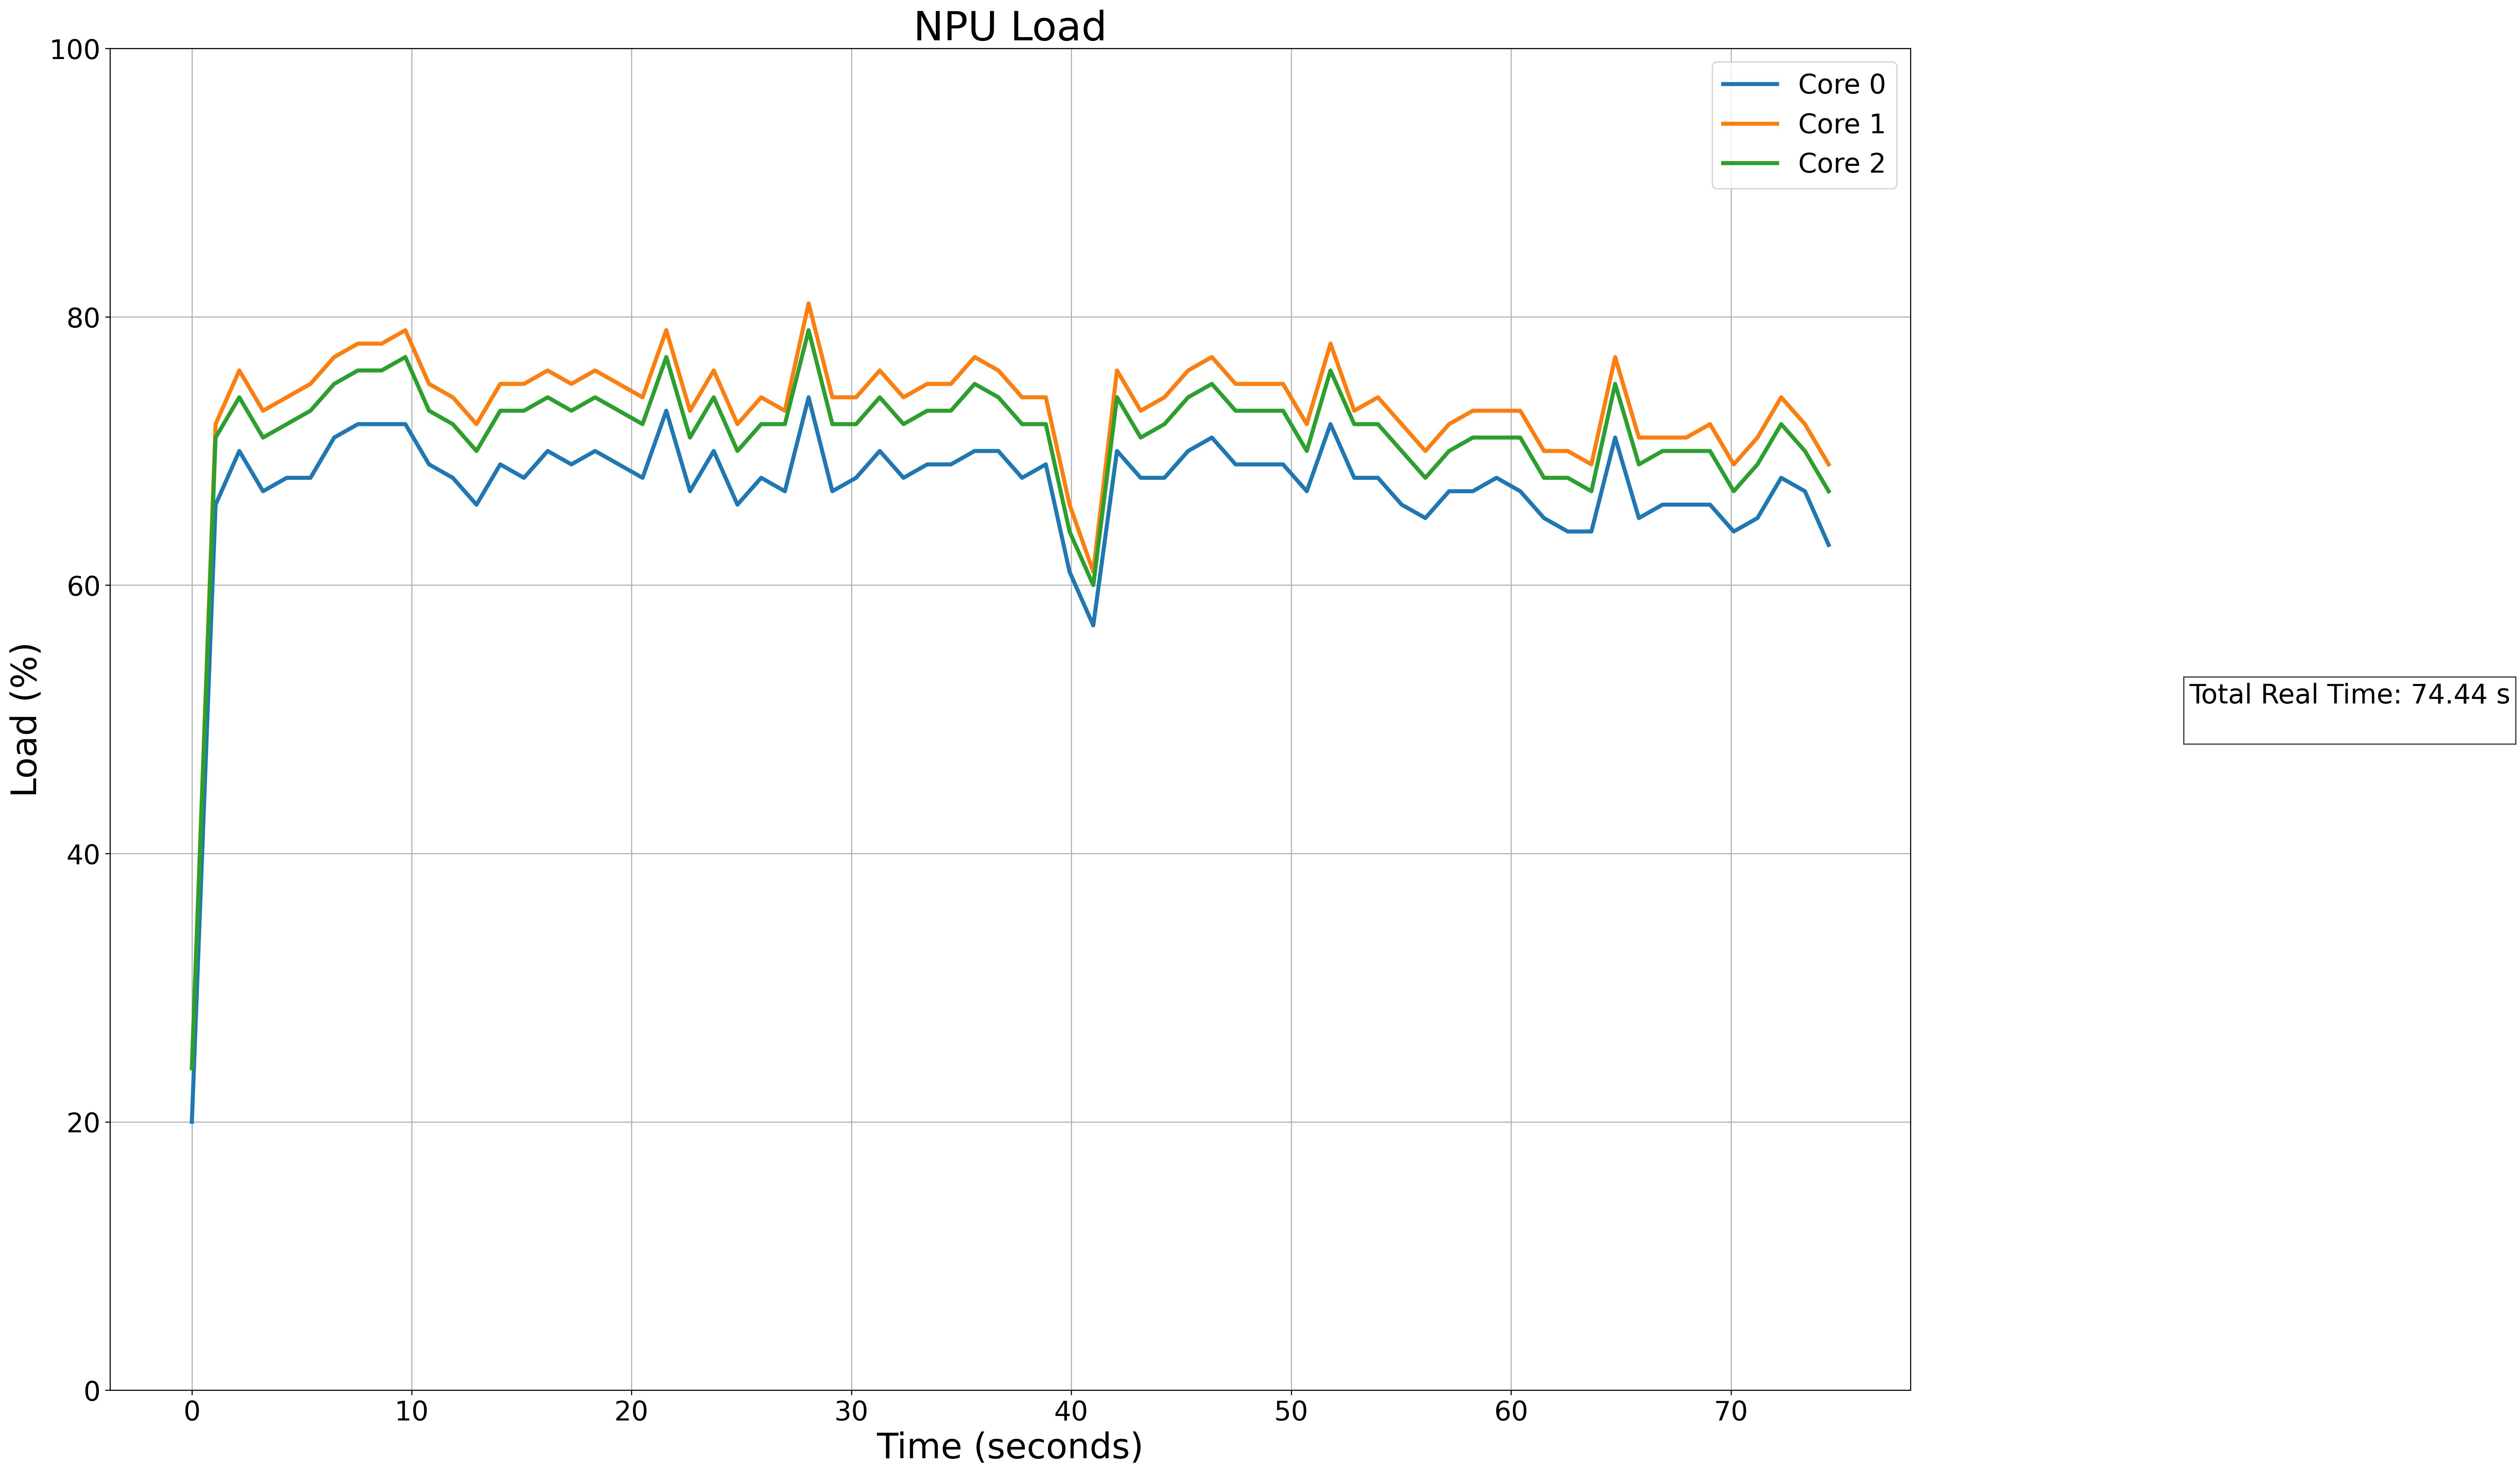 NPU Load
100
80
60
40
20
0
Load (%)
Core 0
Core 1
Core 2
0 10 20 30 40 50 60 70
Time (seconds)
Total Real Time: 74.44 s